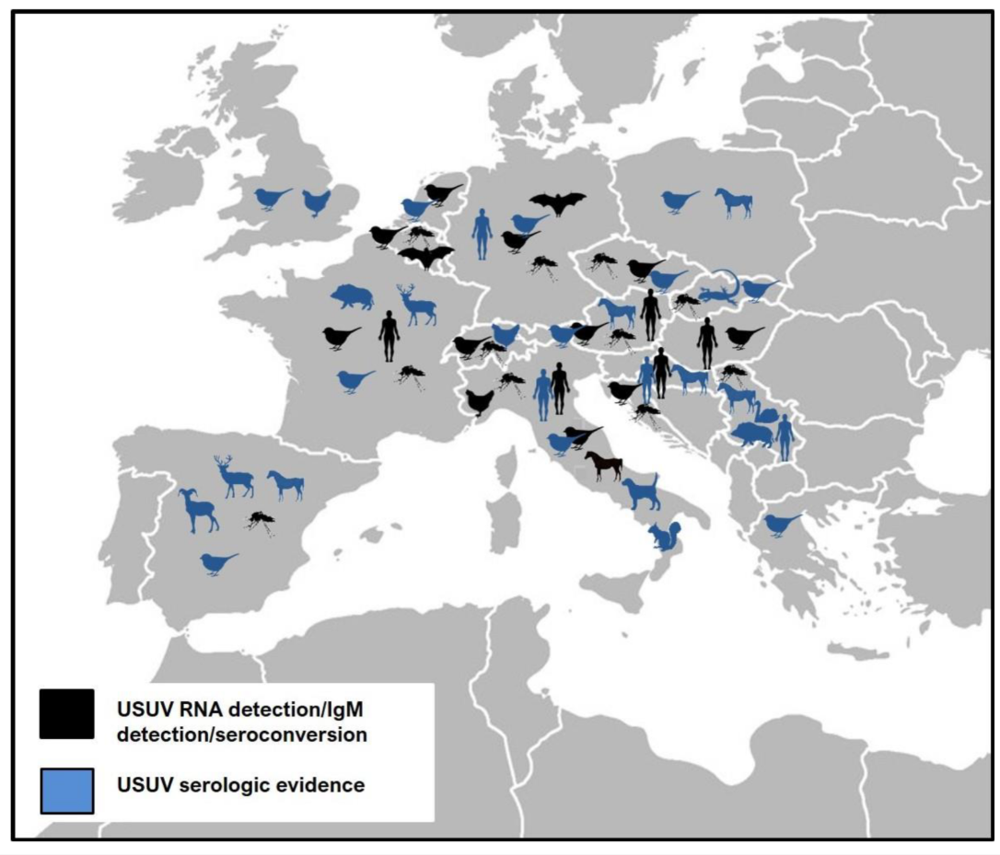 USUV RNA detection/IgM
detection/seroconversion
USUV serologic evidence